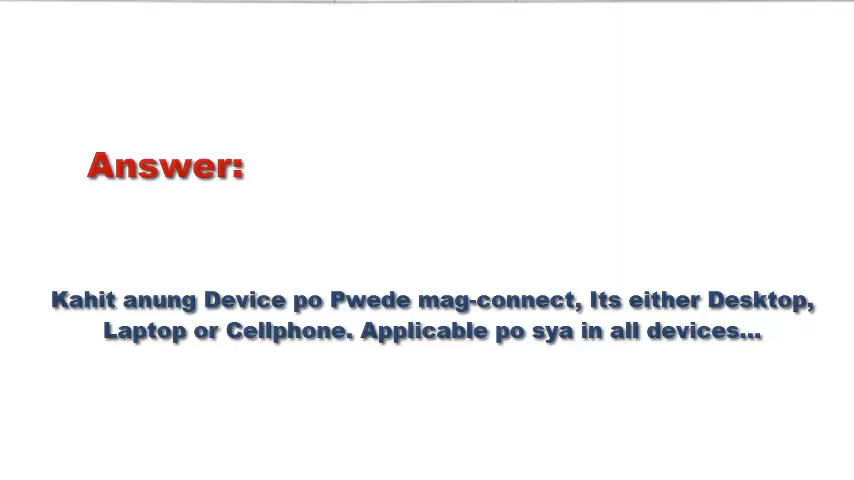 Answer:
Kahit anung Device po Pwede mag-connect, Its either Desktop,
Laptop or Cellphone. Applicable po sya in all devices...